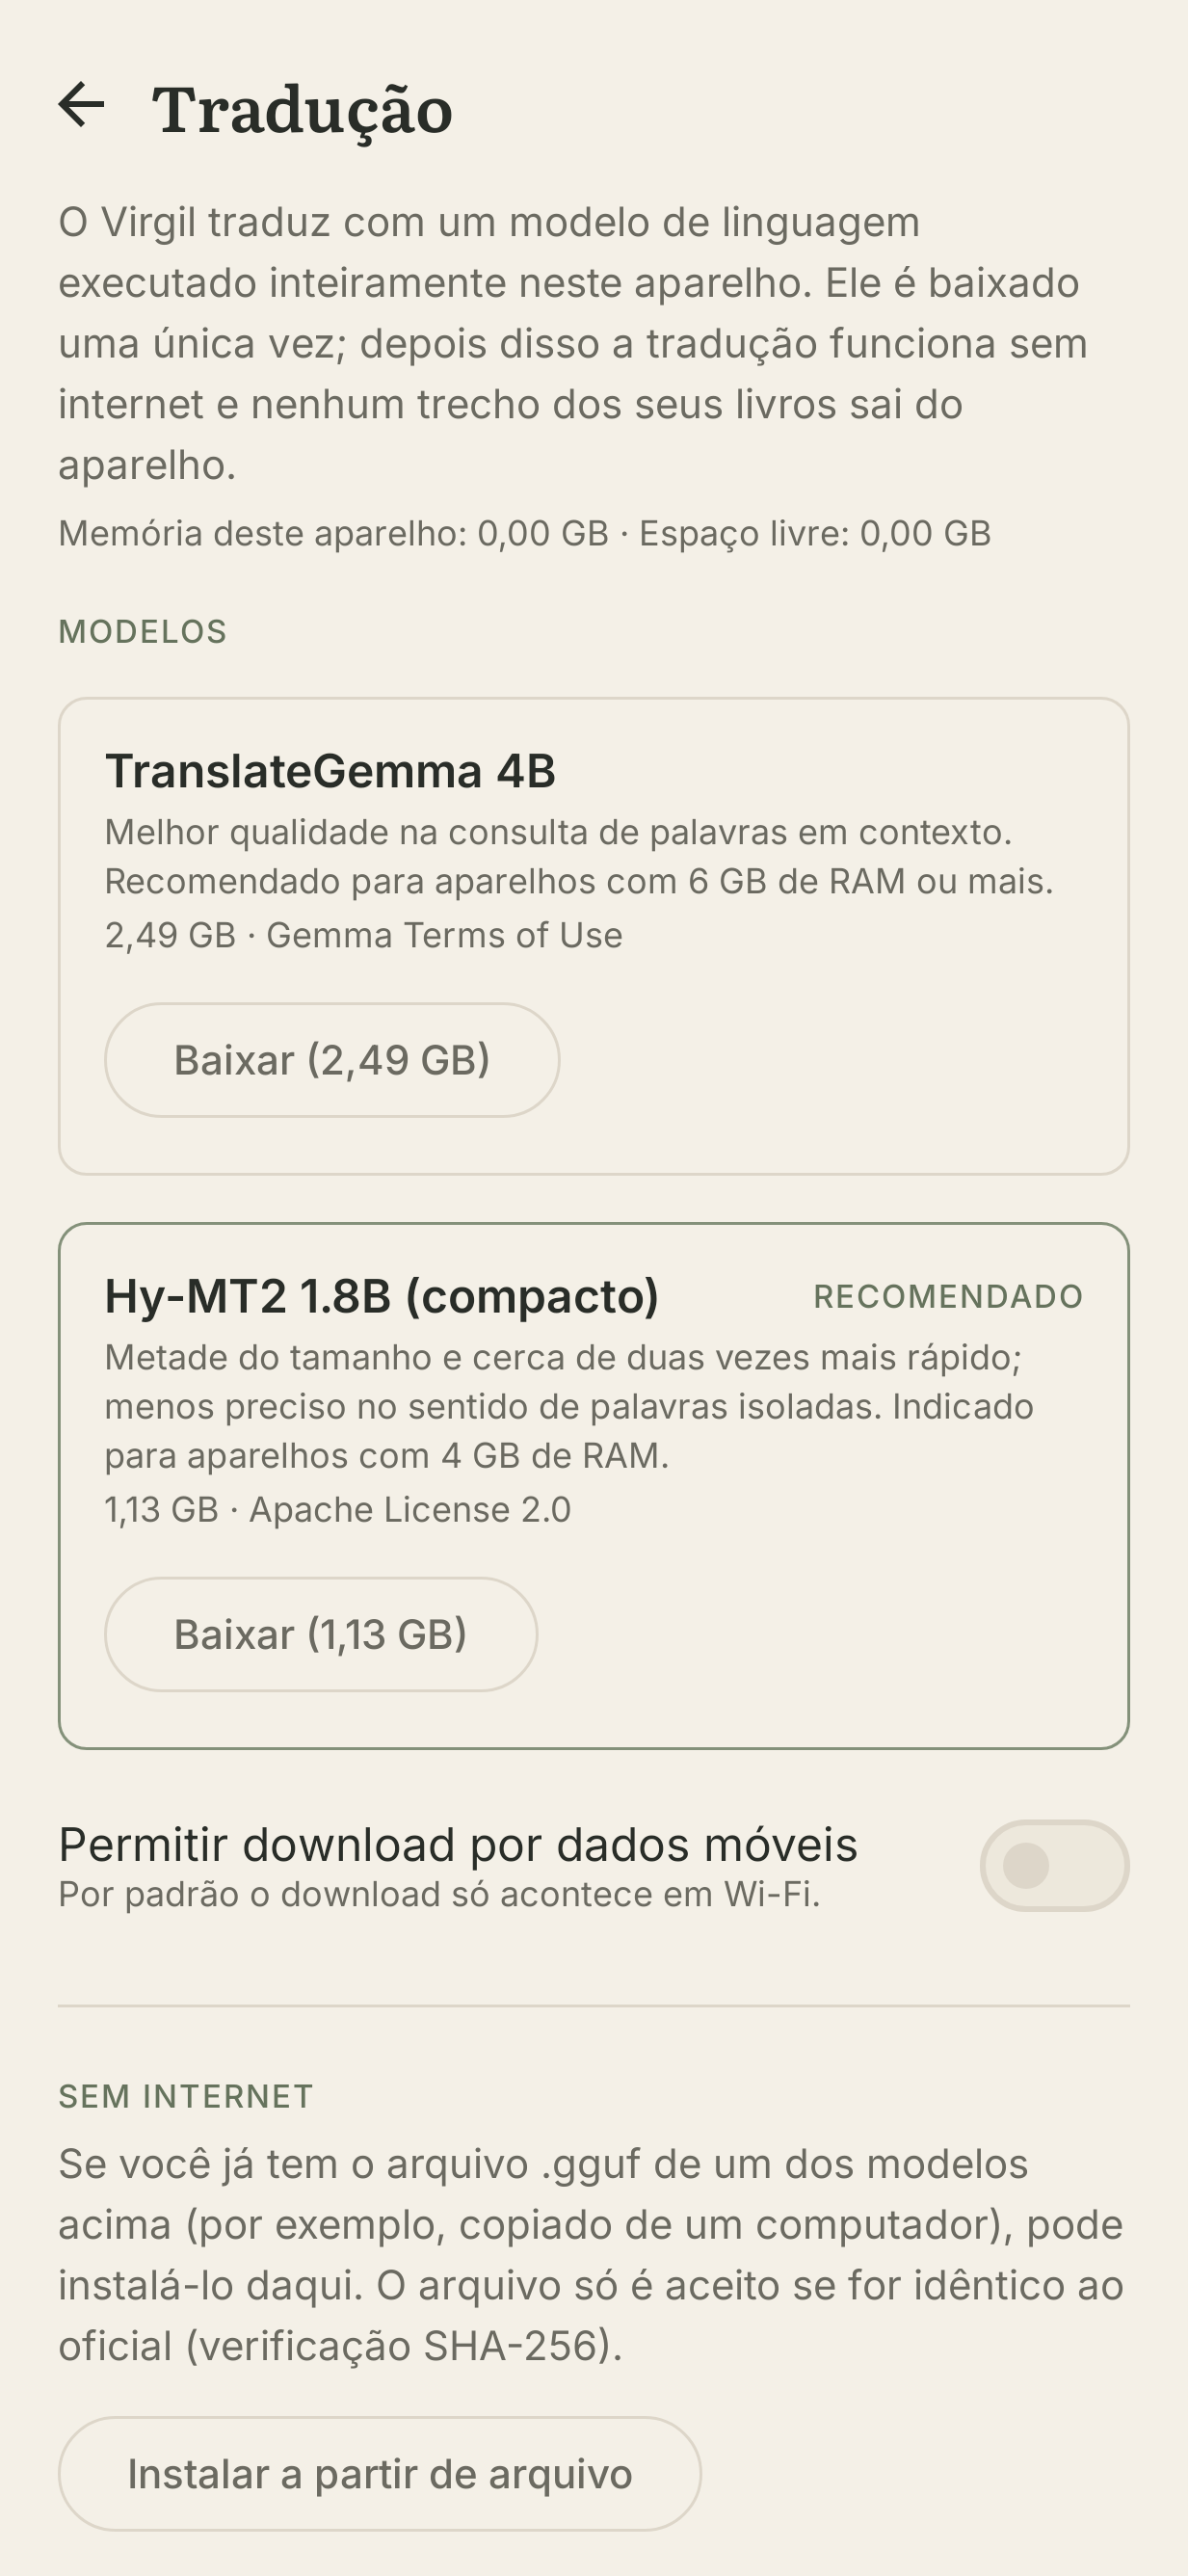 Tradução
O Virgil traduz com um modelo de linguagem
executado inteiramente neste aparelho. Ele é baixado
uma única vez; depois disso a tradução funciona sem
internet e nenhum trecho dos seus livros sai do
aparelho.
Memória deste aparelho: 0,00 GB · Espaço livre: 0,00 GB
MODELOS
TranslateGemma 4B
Melhor qualidade na consulta de palavras em contexto.
Recomendado para aparelhos com 6 GB de RAM ou mais.
2,49 GB · Gemma Terms of Use
Baixar (2,49 GB)
Hy-MT2 1.8B (compacto) RECOMENDADO
Metade do tamanho e cerca de duas vezes mais rápido;
menos preciso no sentido de palavras isoladas. Indicado
para aparelhos com 4 GB de RAM.
1,13 GB · Apache License 2.0
Baixar (1,13 GB)
Permitir download por dados móveis
Por padrão o download só acontece em Wi-Fi.
SEM INTERNET
Se você já tem o arquivo .gguf de um dos modelos
acima (por exemplo, copiado de um computador), pode
instalá-lo daqui. O arquivo só é aceito se for idêntico ao
oficial (verificação SHA-256).
Instalar a partir de arquivo